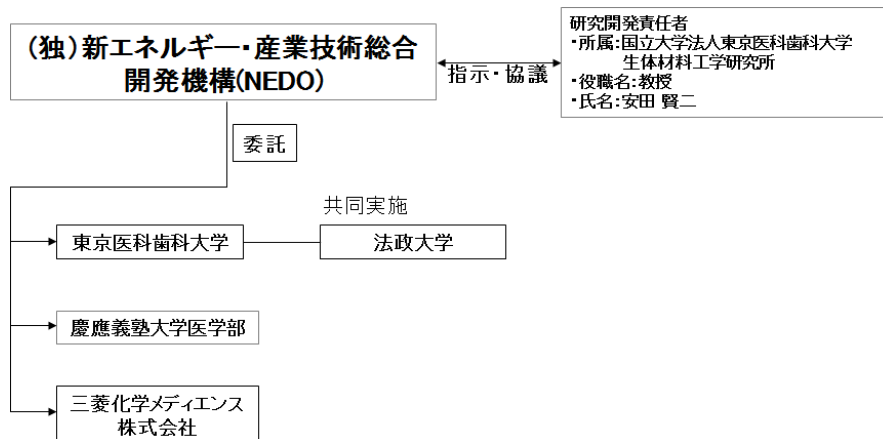 (独)新エネルギー・産業技術総合
開発機構(NEDO)
指示・協議
研究開発責任者
・所属:国立大学法人東京医科歯科大学
生体材料工学研究所
・役職名:教授
・氏名:安田 賢二
委託
共同実施
東京医科歯科大学
法政大学
慶應義塾大学医学部
三菱化学メディエンス
株式会社